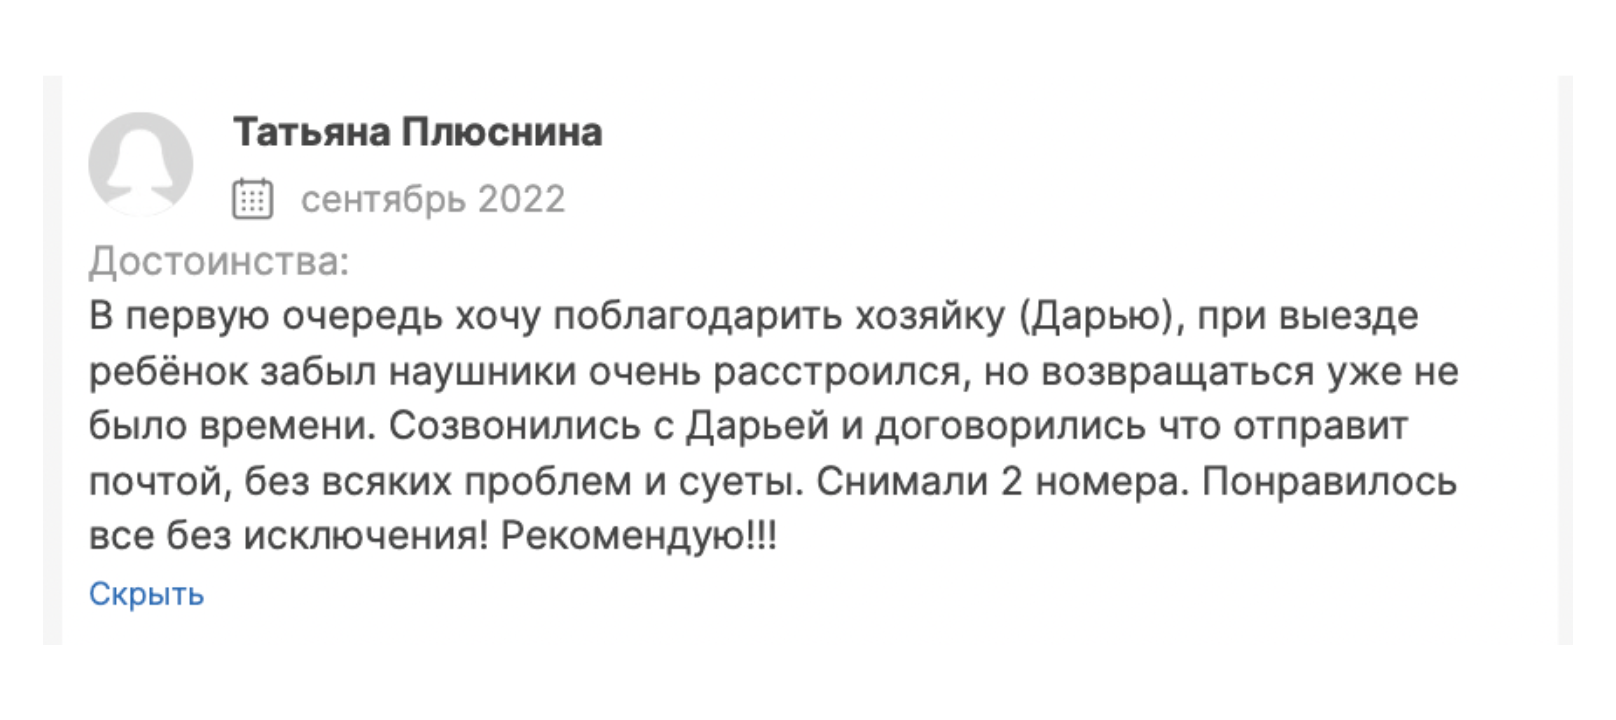 Татьяна Плюснина
сентябрь 2022
Достоинства:
В первую очередь хочу поблагодарить хозяйку (Дарью), при выезде
ребёнок забыл наушники очень расстроился, но возвращаться уже не
было времени. Созвонились с Дарьей и договорились что отправит
почтой, без всяких проблем и суеты. Снимали 2 номера. Понравилось
все без исключения! Рекомендую!!!
Скрыть